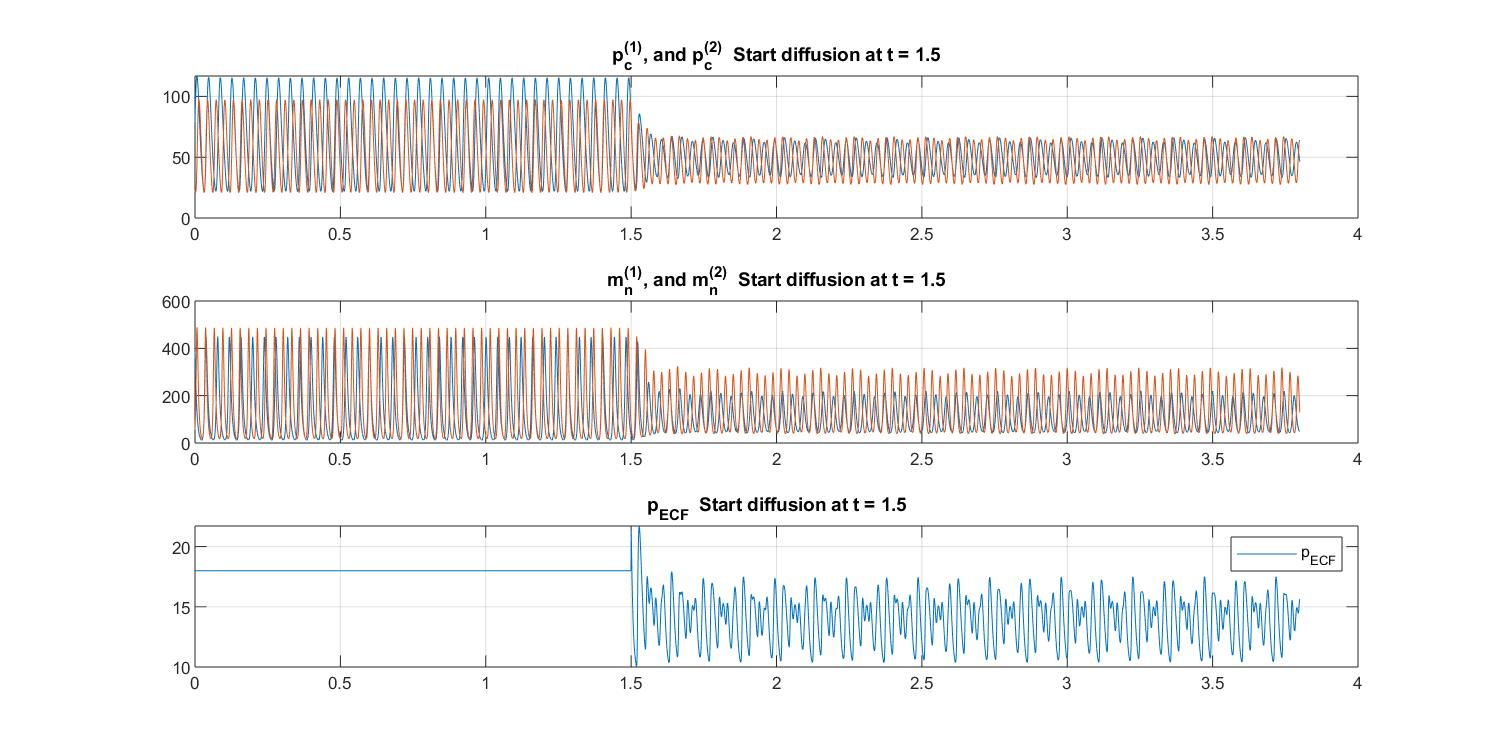 p_c^(1), and p_c^(2) Start diffusion at t = 1.5
100
50
0
0 0.5 1 1.5 2 2.5 3 3.5 4
m_n^(1), and m_n^(2) Start diffusion at t = 1.5
600
400
200
0
0 0.5 1 1.5 2 2.5 3 3.5 4
p_ECF Start diffusion at t = 1.5
20
p_ECF
15
10
0 0.5 1 1.5 2 2.5 3 3.5 4